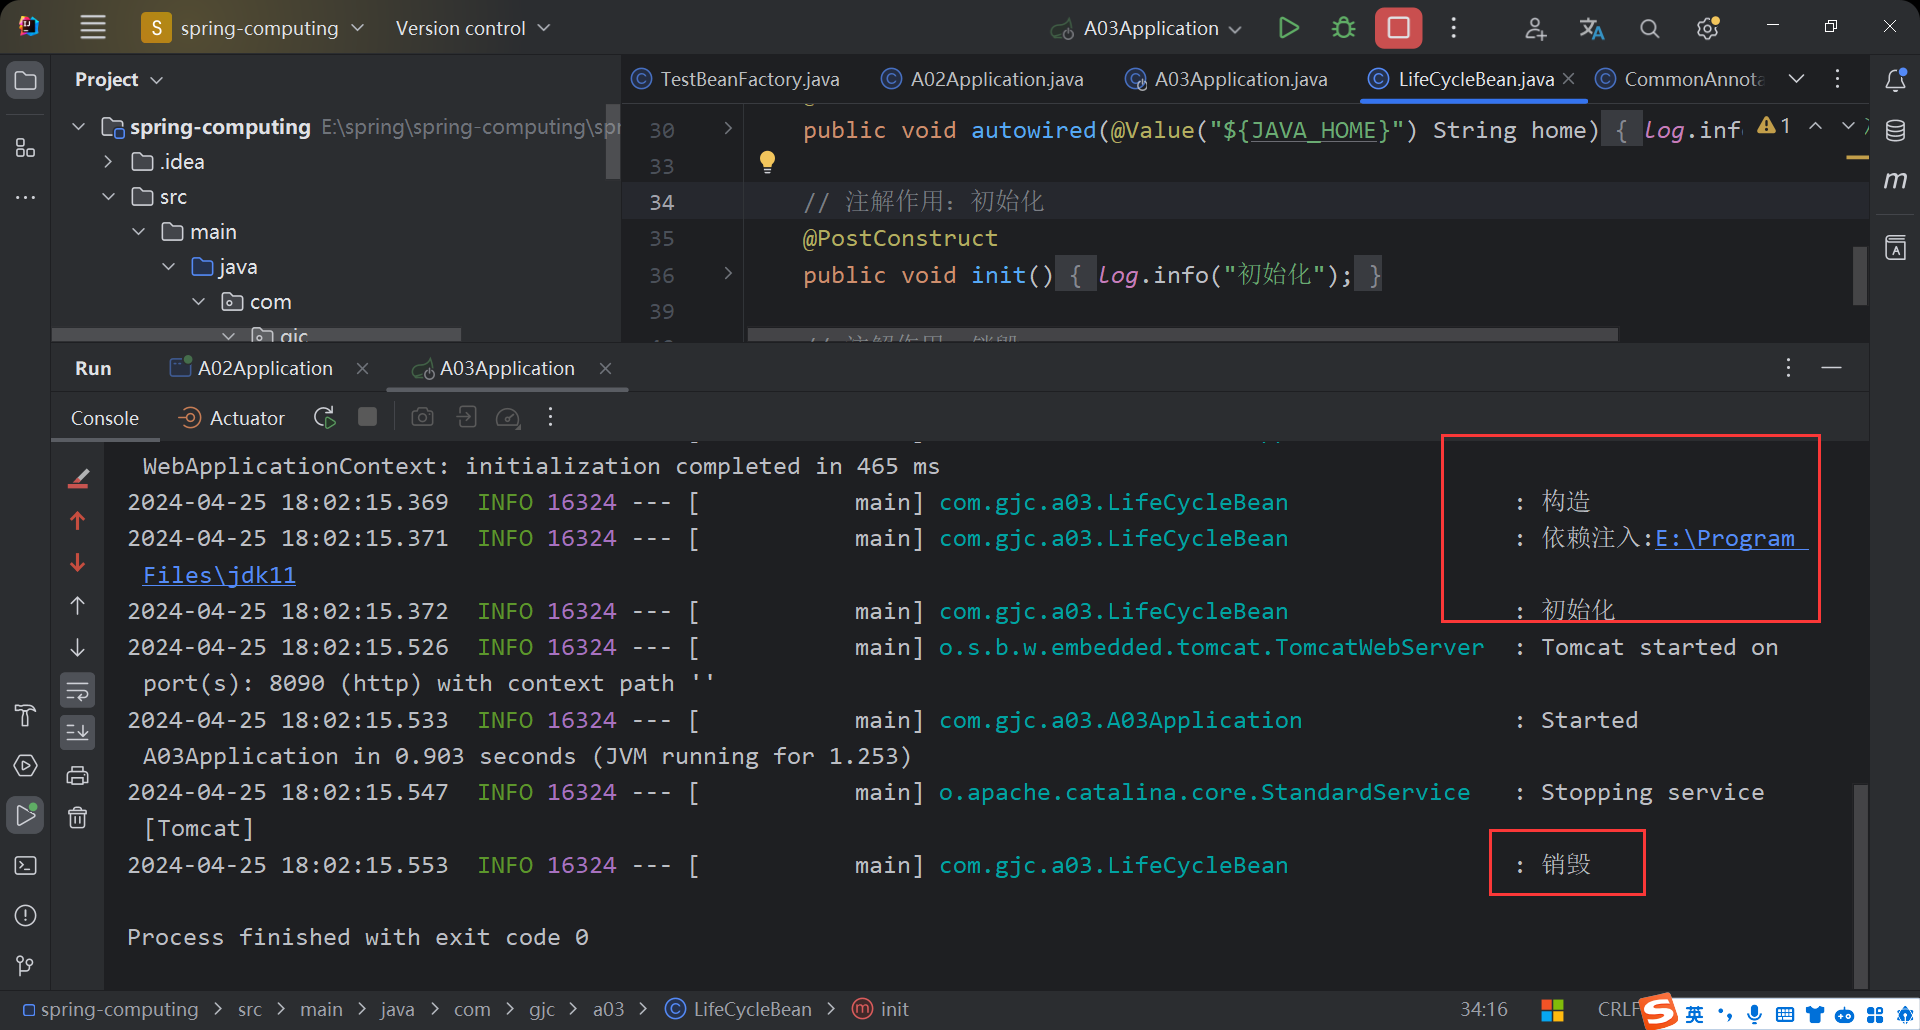 S spring-computing Version control A03Application
Project
TestBeanFactory.java A02Application.java A03Application.java LifeCycleBean.java CommonAnnota
spring-computing E:\spring\spring-computing\spr
.idea
src
main
java
com
gjc
30 public void autowired(@Value("${JAVA_HOME}") String home) { log.info 1
33
34 // 注解作用：初始化
35 @PostConstruct
36 public void init() { log.info("初始化"); }
39
// 注解作用：销毁
Run A02Application A03Application
Console Actuator
WebApplicationContext: initialization completed in 465 ms
2024-04-25 18:02:15.369 INFO 16324 --- [ main] com.gjc.a03.LifeCycleBean : 构造
2024-04-25 18:02:15.371 INFO 16324 --- [ main] com.gjc.a03.LifeCycleBean : 依赖注入:E:\Program
Files\jdk11
2024-04-25 18:02:15.372 INFO 16324 --- [ main] com.gjc.a03.LifeCycleBean : 初始化
2024-04-25 18:02:15.526 INFO 16324 --- [ main] o.s.b.w.embedded.tomcat.TomcatWebServer : Tomcat started on
port(s): 8090 (http) with context path ''
2024-04-25 18:02:15.533 INFO 16324 --- [ main] com.gjc.a03.A03Application : Started
A03Application in 0.903 seconds (JVM running for 1.253)
2024-04-25 18:02:15.547 INFO 16324 --- [ main] o.apache.catalina.core.StandardService : Stopping service
[Tomcat]
2024-04-25 18:02:15.553 INFO 16324 --- [ main] com.gjc.a03.LifeCycleBean : 销毁
Process finished with exit code 0
spring-computing > src > main > java > com > gjc > a03 > LifeCycleBean > init 34:16 CRLF 英